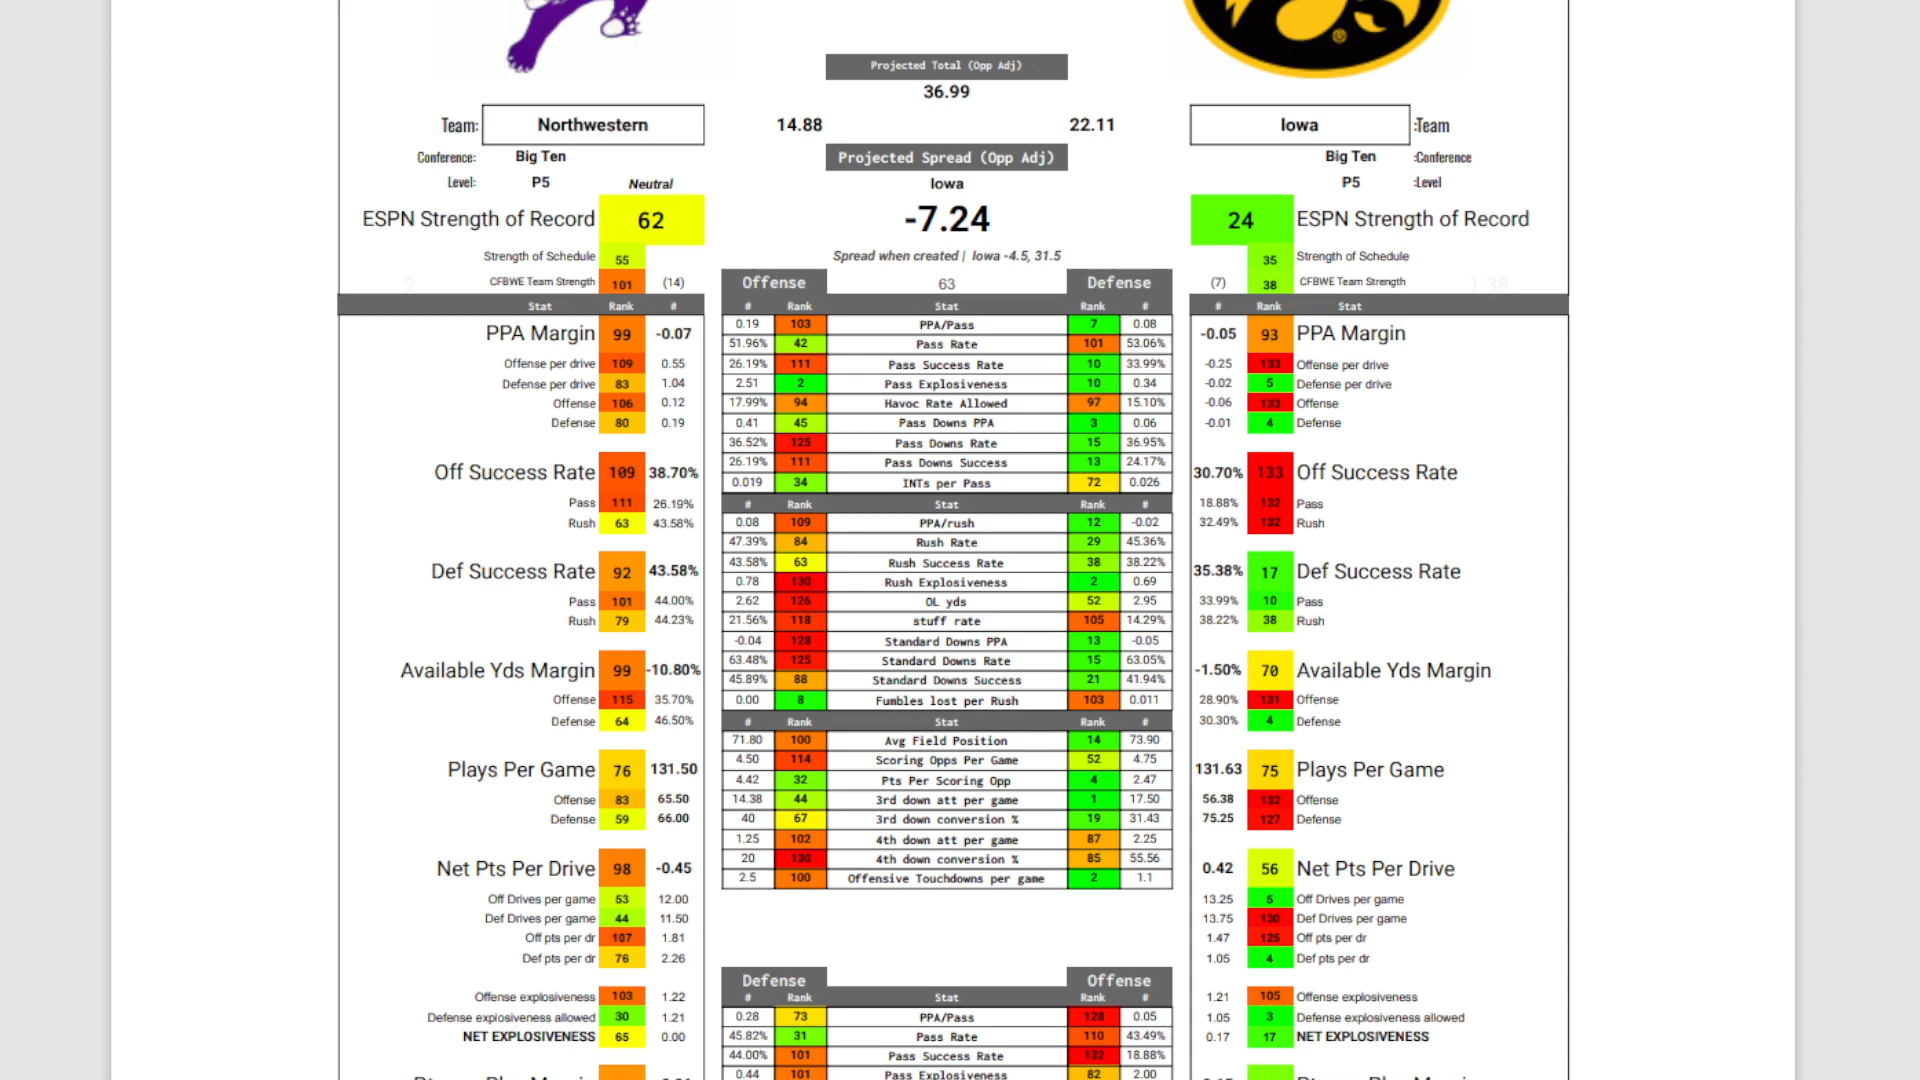 ®
Projected Total (Opp Adj)
36.99
Team: Northwestern 14.88 22.11 Iowa :Team
Conference: Big Ten Projected Spread (Opp Adj) Big Ten :Conference
Level: P5 Neutral Iowa P5 :Level
ESPN Strength of Record 62 -7.24 24 ESPN Strength of Record
Strength of Schedule 55 Spread when created | Iowa -4.5, 31.5 35 Strength of Schedule
2 CFBWE Team Strength 101 (14) Offense 63 Defense (7) 38 CFBWE Team Strength 1.38
Stat Rank # # Rank Stat Rank # # Rank Stat
PPA Margin 99 -0.07 0.19 103 PPA/Pass 7 0.08 -0.05 93 PPA Margin
51.96% 42 Pass Rate 101 53.06%
Offense per drive 109 0.55 26.19% 111 Pass Success Rate 10 33.99% -0.25 133 Offense per drive
Defense per drive 83 1.04 2.51 2 Pass Explosiveness 10 0.34 -0.02 5 Defense per drive
Offense 106 0.12 17.99% 94 Havoc Rate Allowed 97 15.10% -0.06 133 Offense
Defense 80 0.19 0.41 45 Pass Downs PPA 3 0.06 -0.01 4 Defense
36.52% 125 Pass Downs Rate 15 36.95%
Off Success Rate 109 38.70% 26.19% 111 Pass Downs Success 13 24.17% 30.70% 133 Off Success Rate
0.019 34 INTs per Pass 72 0.026
Pass 111 26.19% # Rank Stat Rank # 18.88% 132 Pass
Rush 63 43.58% 0.08 109 PPA/rush 12 -0.02 32.49% 132 Rush
47.39% 84 Rush Rate 29 45.36%
Def Success Rate 92 43.58% 43.58% 63 Rush Success Rate 38 38.22% 35.38% 17 Def Success Rate
0.78 130 Rush Explosiveness 2 0.69
Pass 101 44.00% 2.62 126 OL yds 52 2.95 33.99% 10 Pass
Rush 79 44.23% 21.56% 118 stuff rate 105 14.29% 38.22% 38 Rush
-0.04 128 Standard Downs PPA 13 -0.05
Available Yds Margin 99 -10.80% 63.48% 125 Standard Downs Rate 15 63.05% -1.50% 70 Available Yds Margin
45.89% 88 Standard Downs Success 21 41.94%
Offense 115 35.70% 0.00 8 Fumbles lost per Rush 103 0.011 28.90% 131 Offense
Defense 64 46.50% # Rank Stat Rank # 30.30% 4 Defense
71.80 100 Avg Field Position 14 73.90
Plays Per Game 76 131.50 4.50 114 Scoring Opps Per Game 52 4.75 131.63 75 Plays Per Game
4.42 32 Pts Per Scoring Opp 4 2.47
Offense 83 65.50 14.38 44 3rd down att per game 1 17.50 56.38 132 Offense
Defense 59 66.00 40 67 3rd down conversion % 19 31.43 75.25 127 Defense
1.25 102 4th down att per game 87 2.25
Net Pts Per Drive 98 -0.45 20 130 4th down conversion % 85 55.56 0.42 56 Net Pts Per Drive
2.5 100 Offensive Touchdowns per game 2 1.1
Off Drives per game 53 12.00 13.25 5 Off Drives per game
Def Drives per game 44 11.50 13.75 130 Def Drives per game
Off pts per dr 107 1.81 1.47 125 Off pts per dr
Def pts per dr 76 2.26 1.05 4 Def pts per dr
Defense Offense
Offense explosiveness 103 1.22 # Rank Stat Rank # 1.21 105 Offense explosiveness
Defense explosiveness allowed 30 1.21 0.28 73 PPA/Pass 128 0.05 1.05 3 Defense explosiveness allowed
NET EXPLOSIVENESS 65 0.00 45.82% 31 Pass Rate 110 43.49% 0.17 17 NET EXPLOSIVENESS
44.00% 101 Pass Success Rate 132 18.88%
0.44 101 Pass Explosiveness 82 2.00